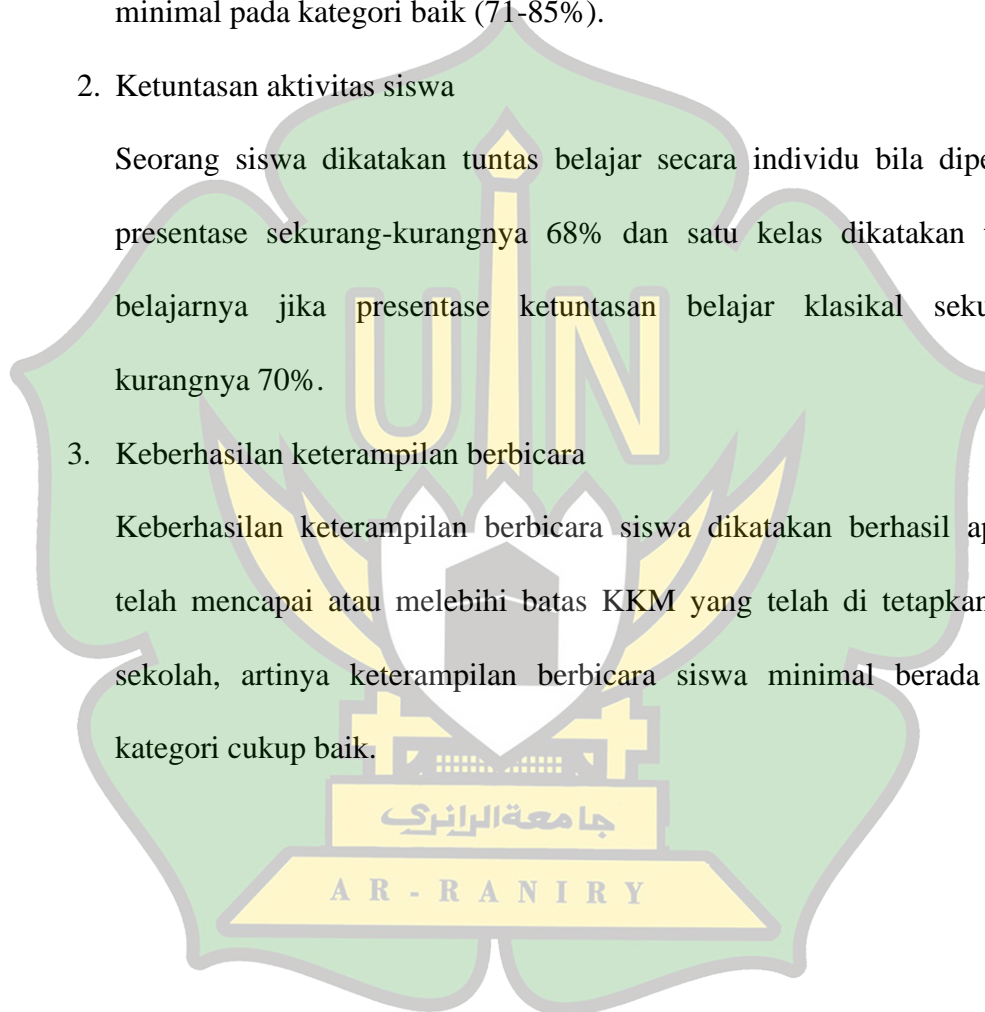 minimal pada kategori baik (71-85%).
2. Ketuntasan aktivitas siswa
Seorang siswa dikatakan tuntas belajar secara individu bila
presentase sekurang-kurangnya 68% dan satu kelas dikatakan
belajarnya jika presentase ketuntasan belajar klasikal
kurangnya 70%.
3. Keberhasilan keterampilan berbicara
Keberhasilan keterampilan berbicara siswa dikatakan berhasil
telah mencapai atau melebihi batas KKM yang telah di tetapkan
sekolah, artinya keterampilan berbicara siswa minimal berada
kategori cukup baik.
UIN
جامعة الرانري
AR-RANIRY